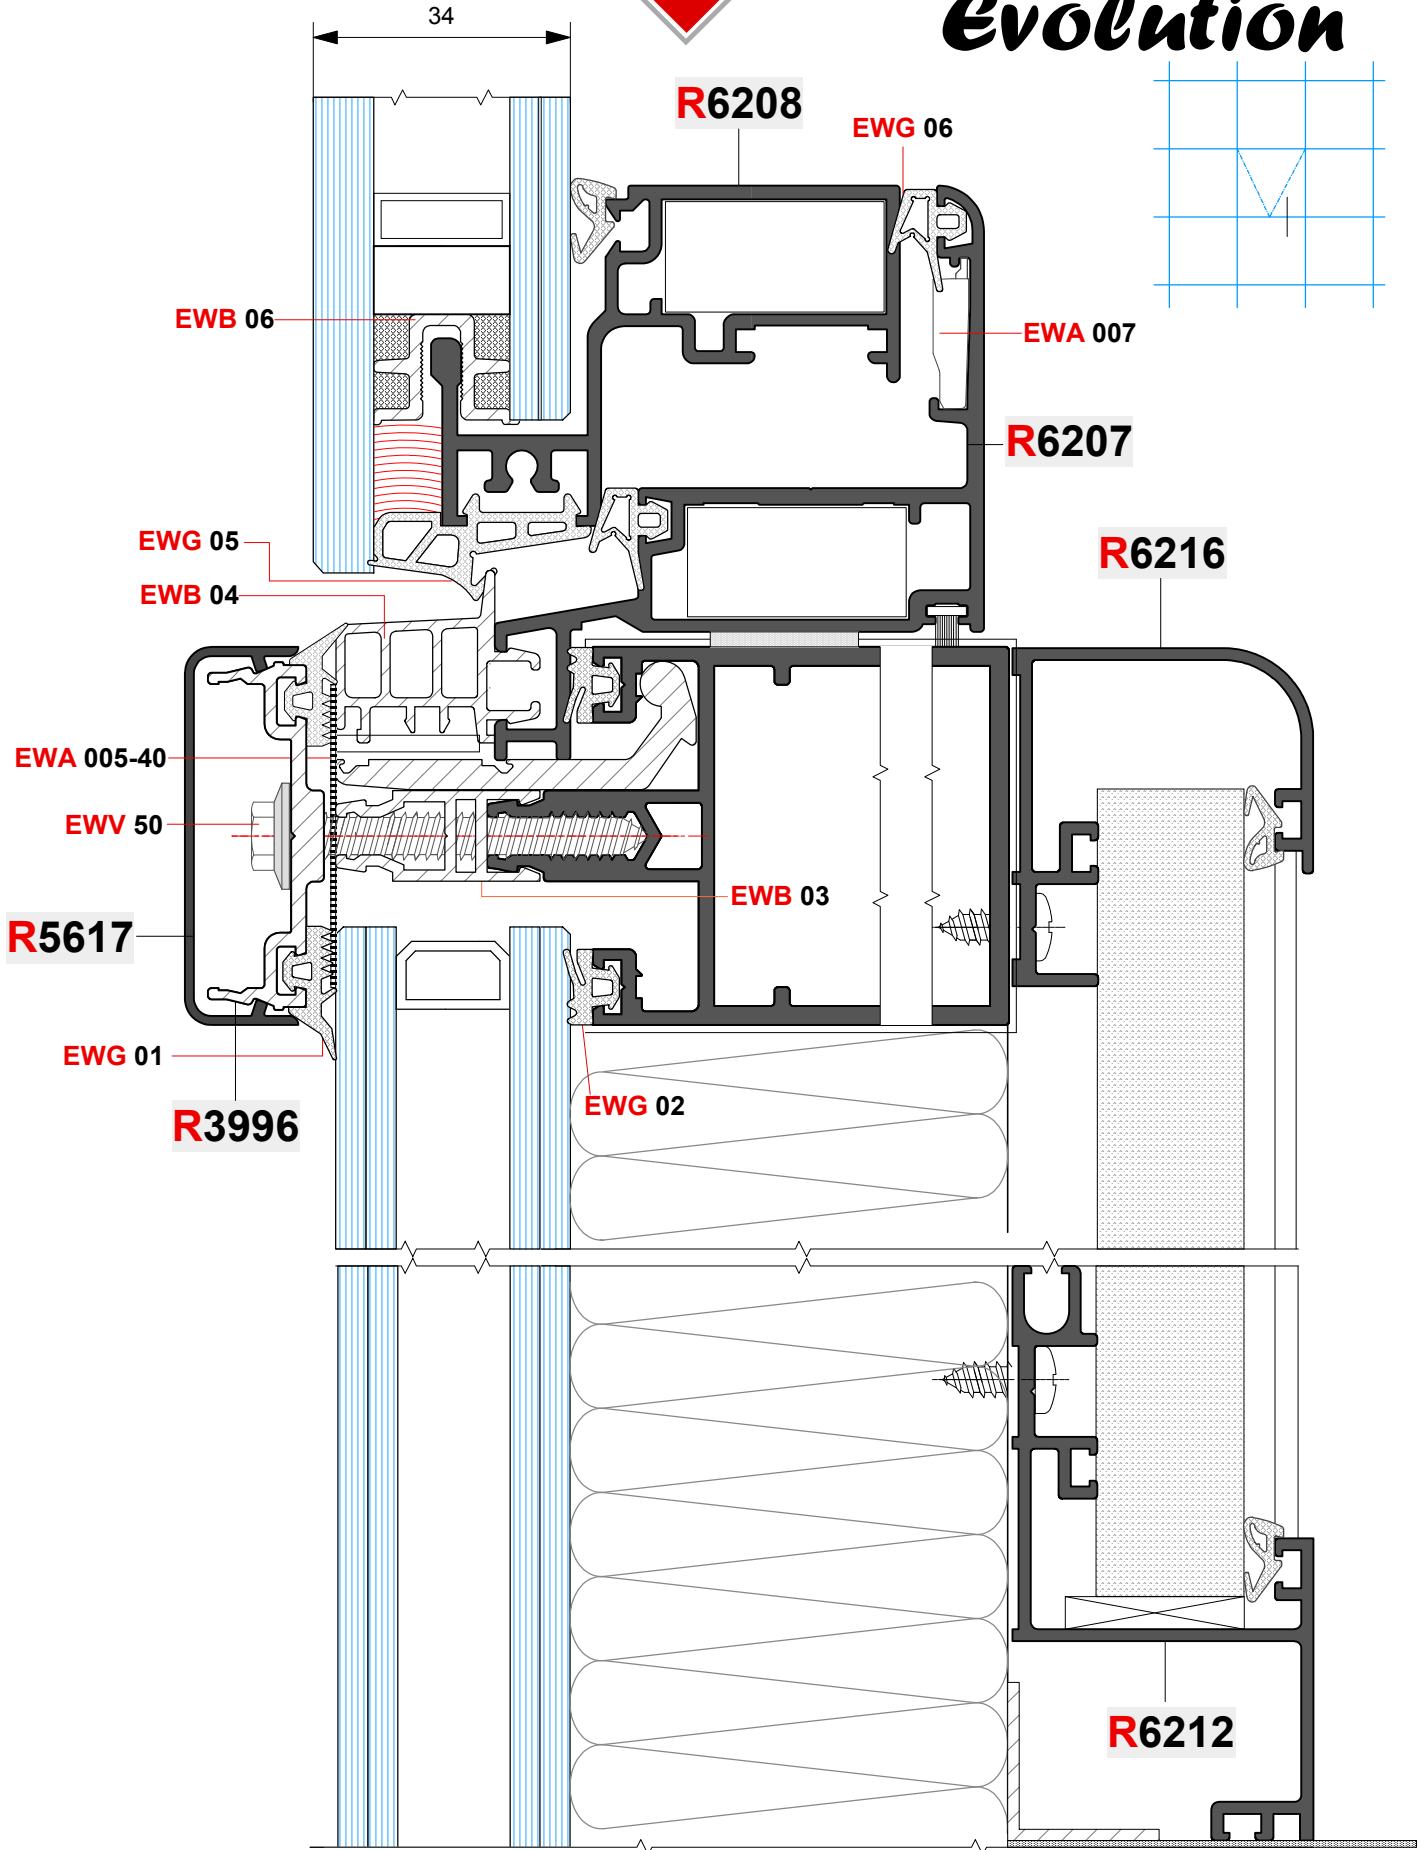 34
Evolution
R6208
EWG 06
EWB 06
EWA 007
R6207
EWG 05
R6216
EWB 04
EWA 005-40
EWV 50
EWB 03
R5617
EWG 01
EWG 02
R3996
R6212